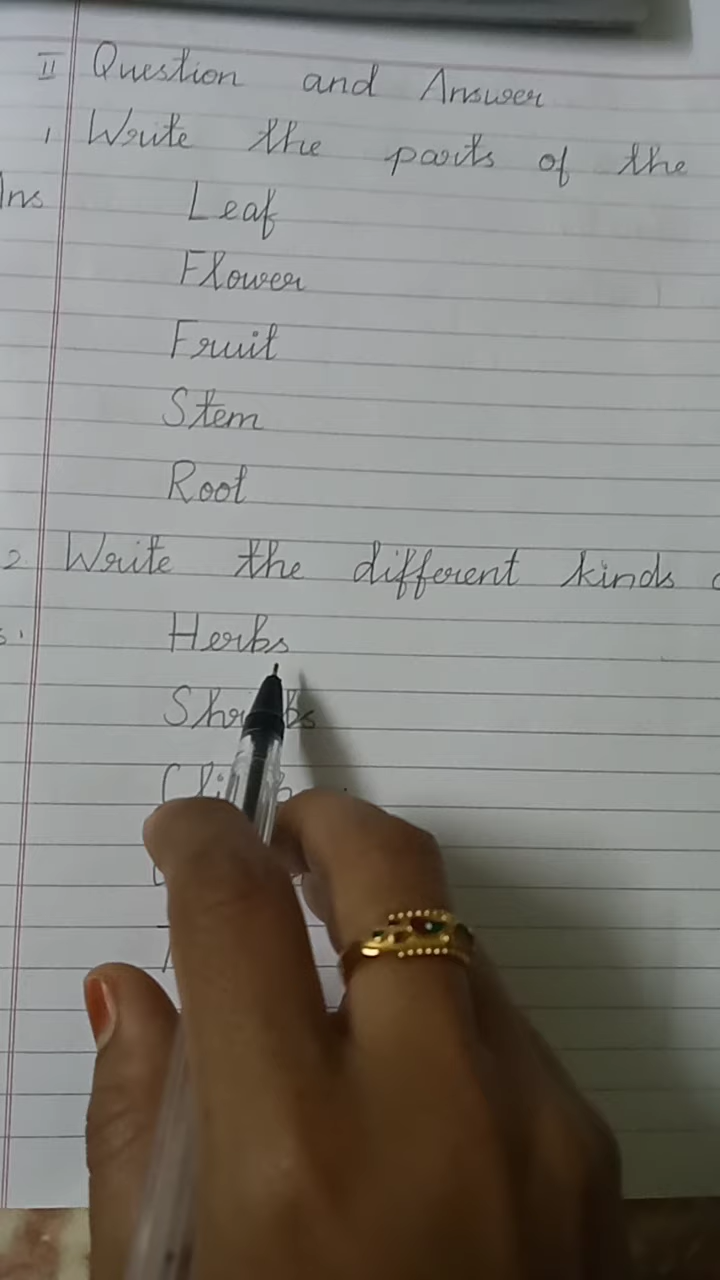 II Question and Answer
1 Write the parts of the
Ans Leaf
Flower
Fruit
Stem
Root
2. Write the different kinds
Herbs
Shrubs